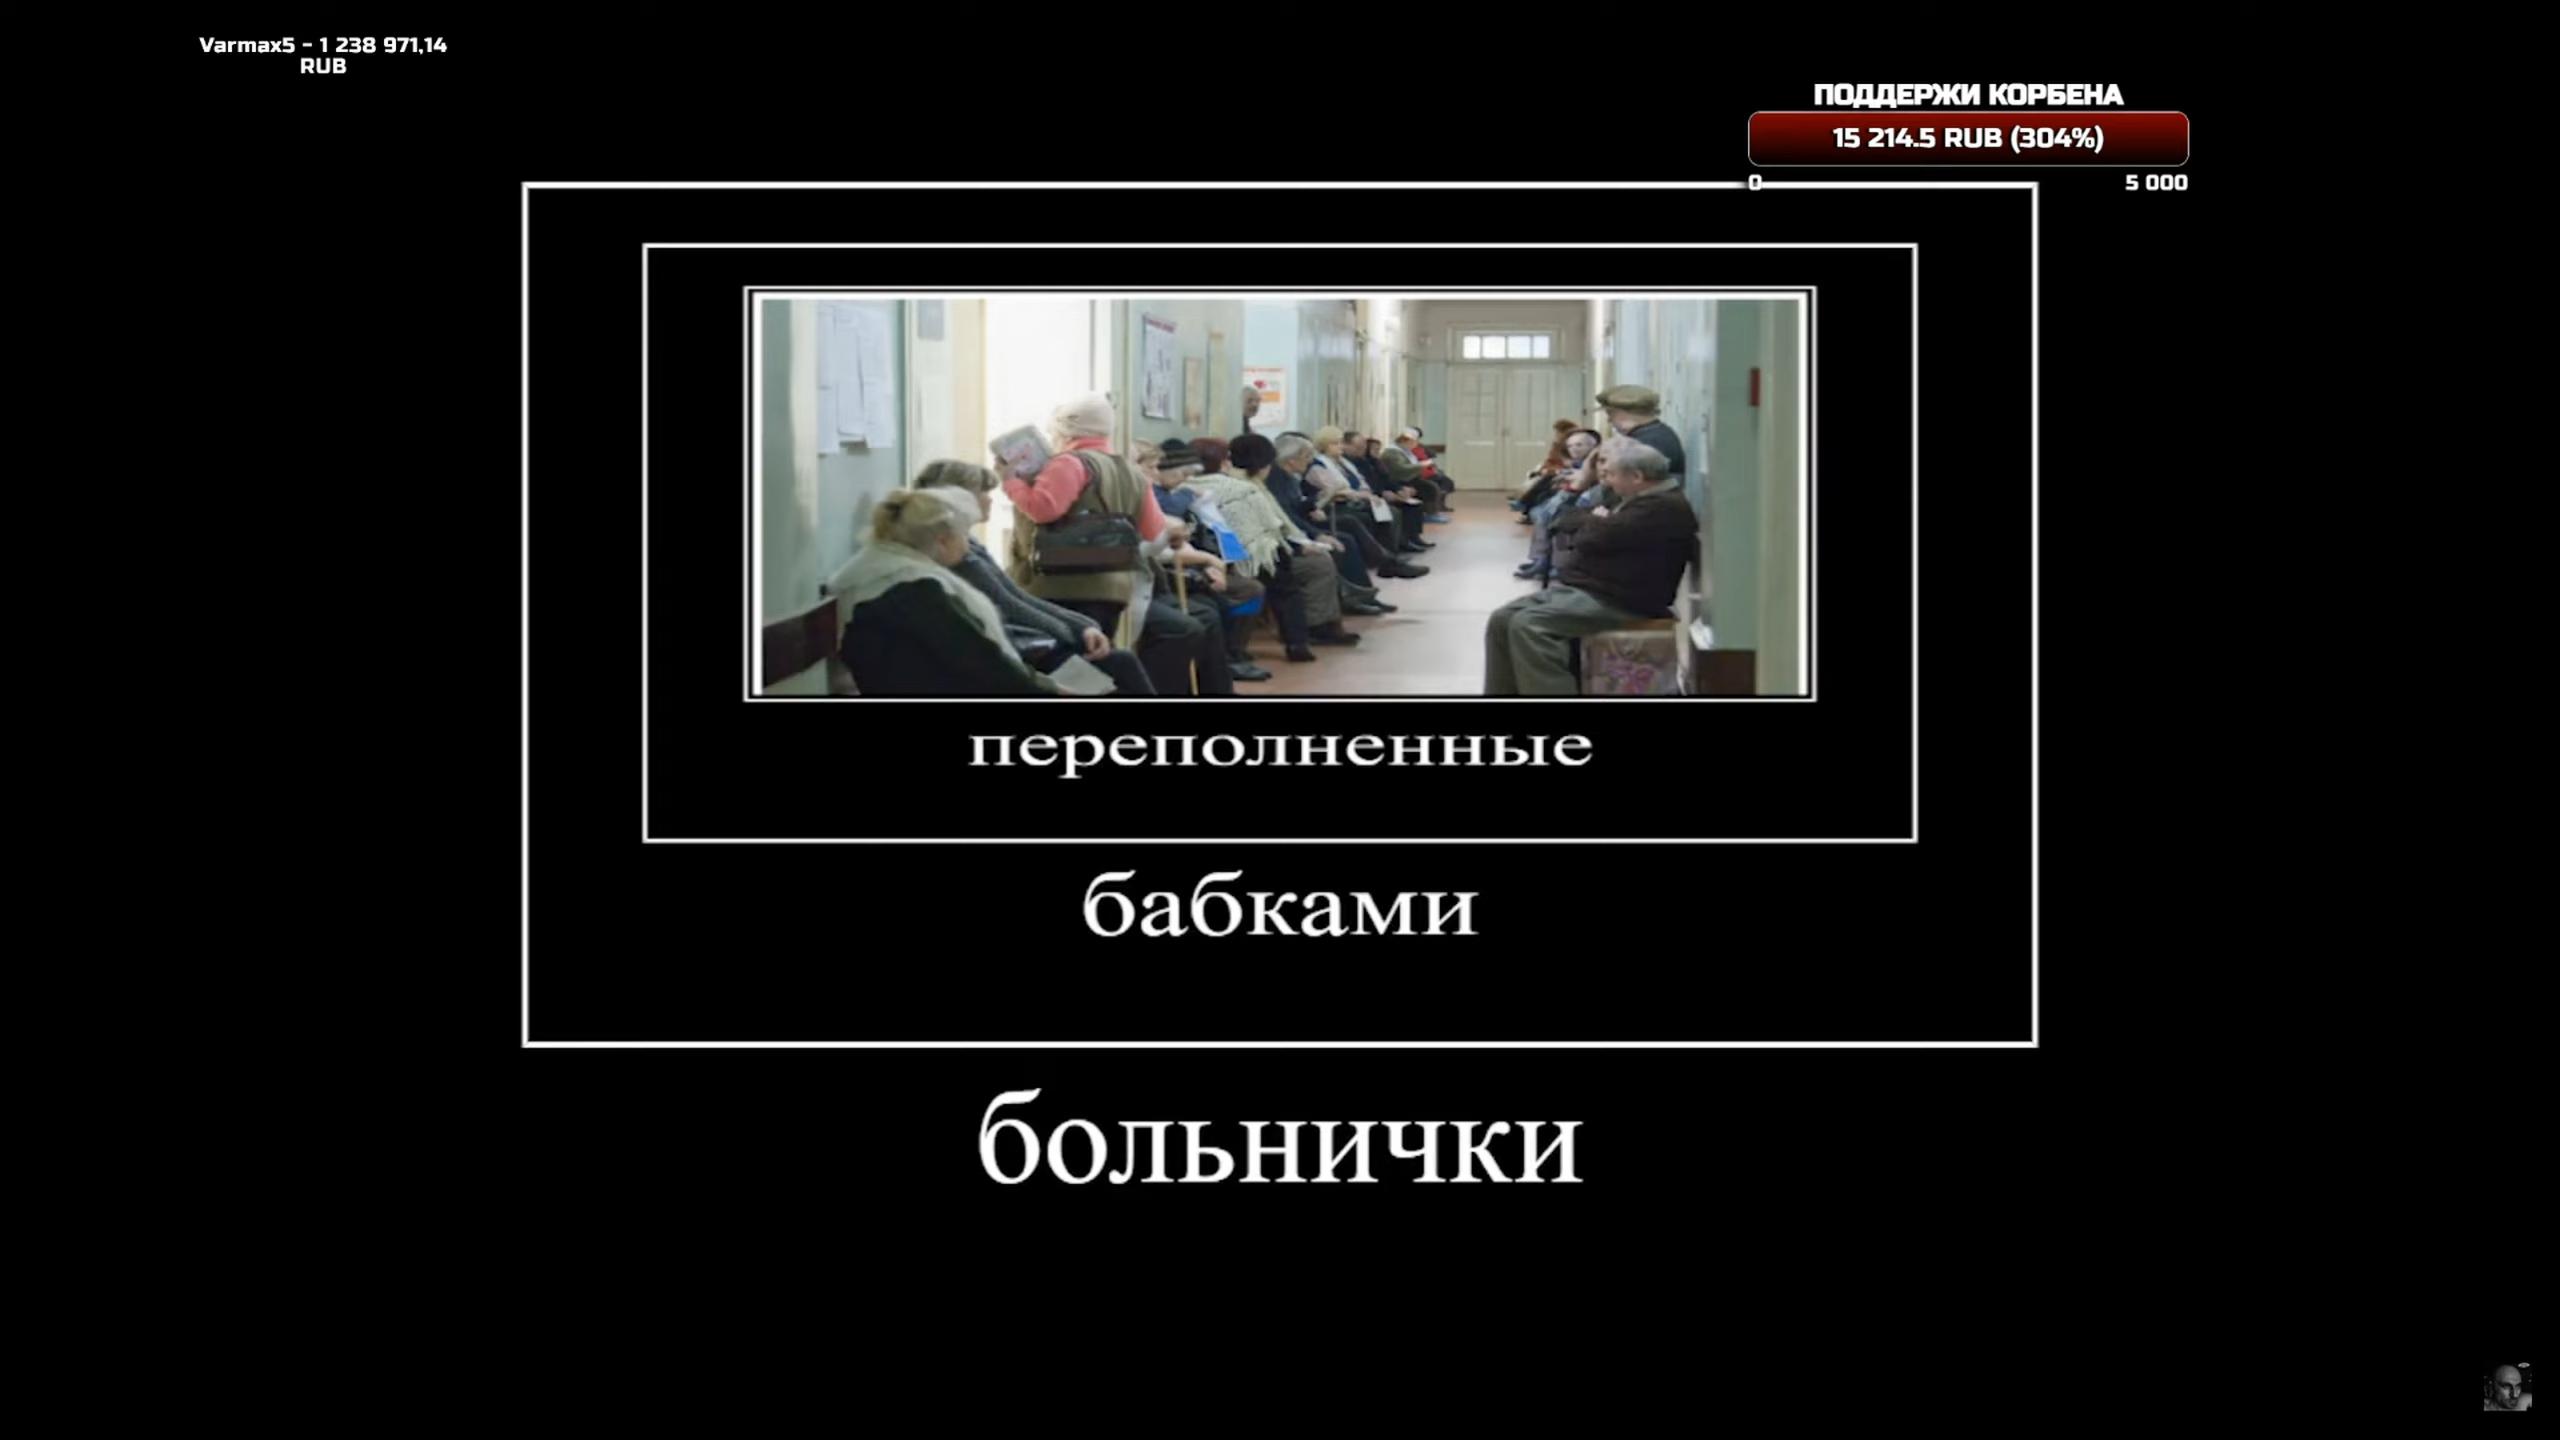 Varmax5 - 1 238 971,14
RUB
ПОДДЕРЖИ КОРБЕНА
15 214.5 RUB (304%)
0 5 000
переполненные
бабками
больнички